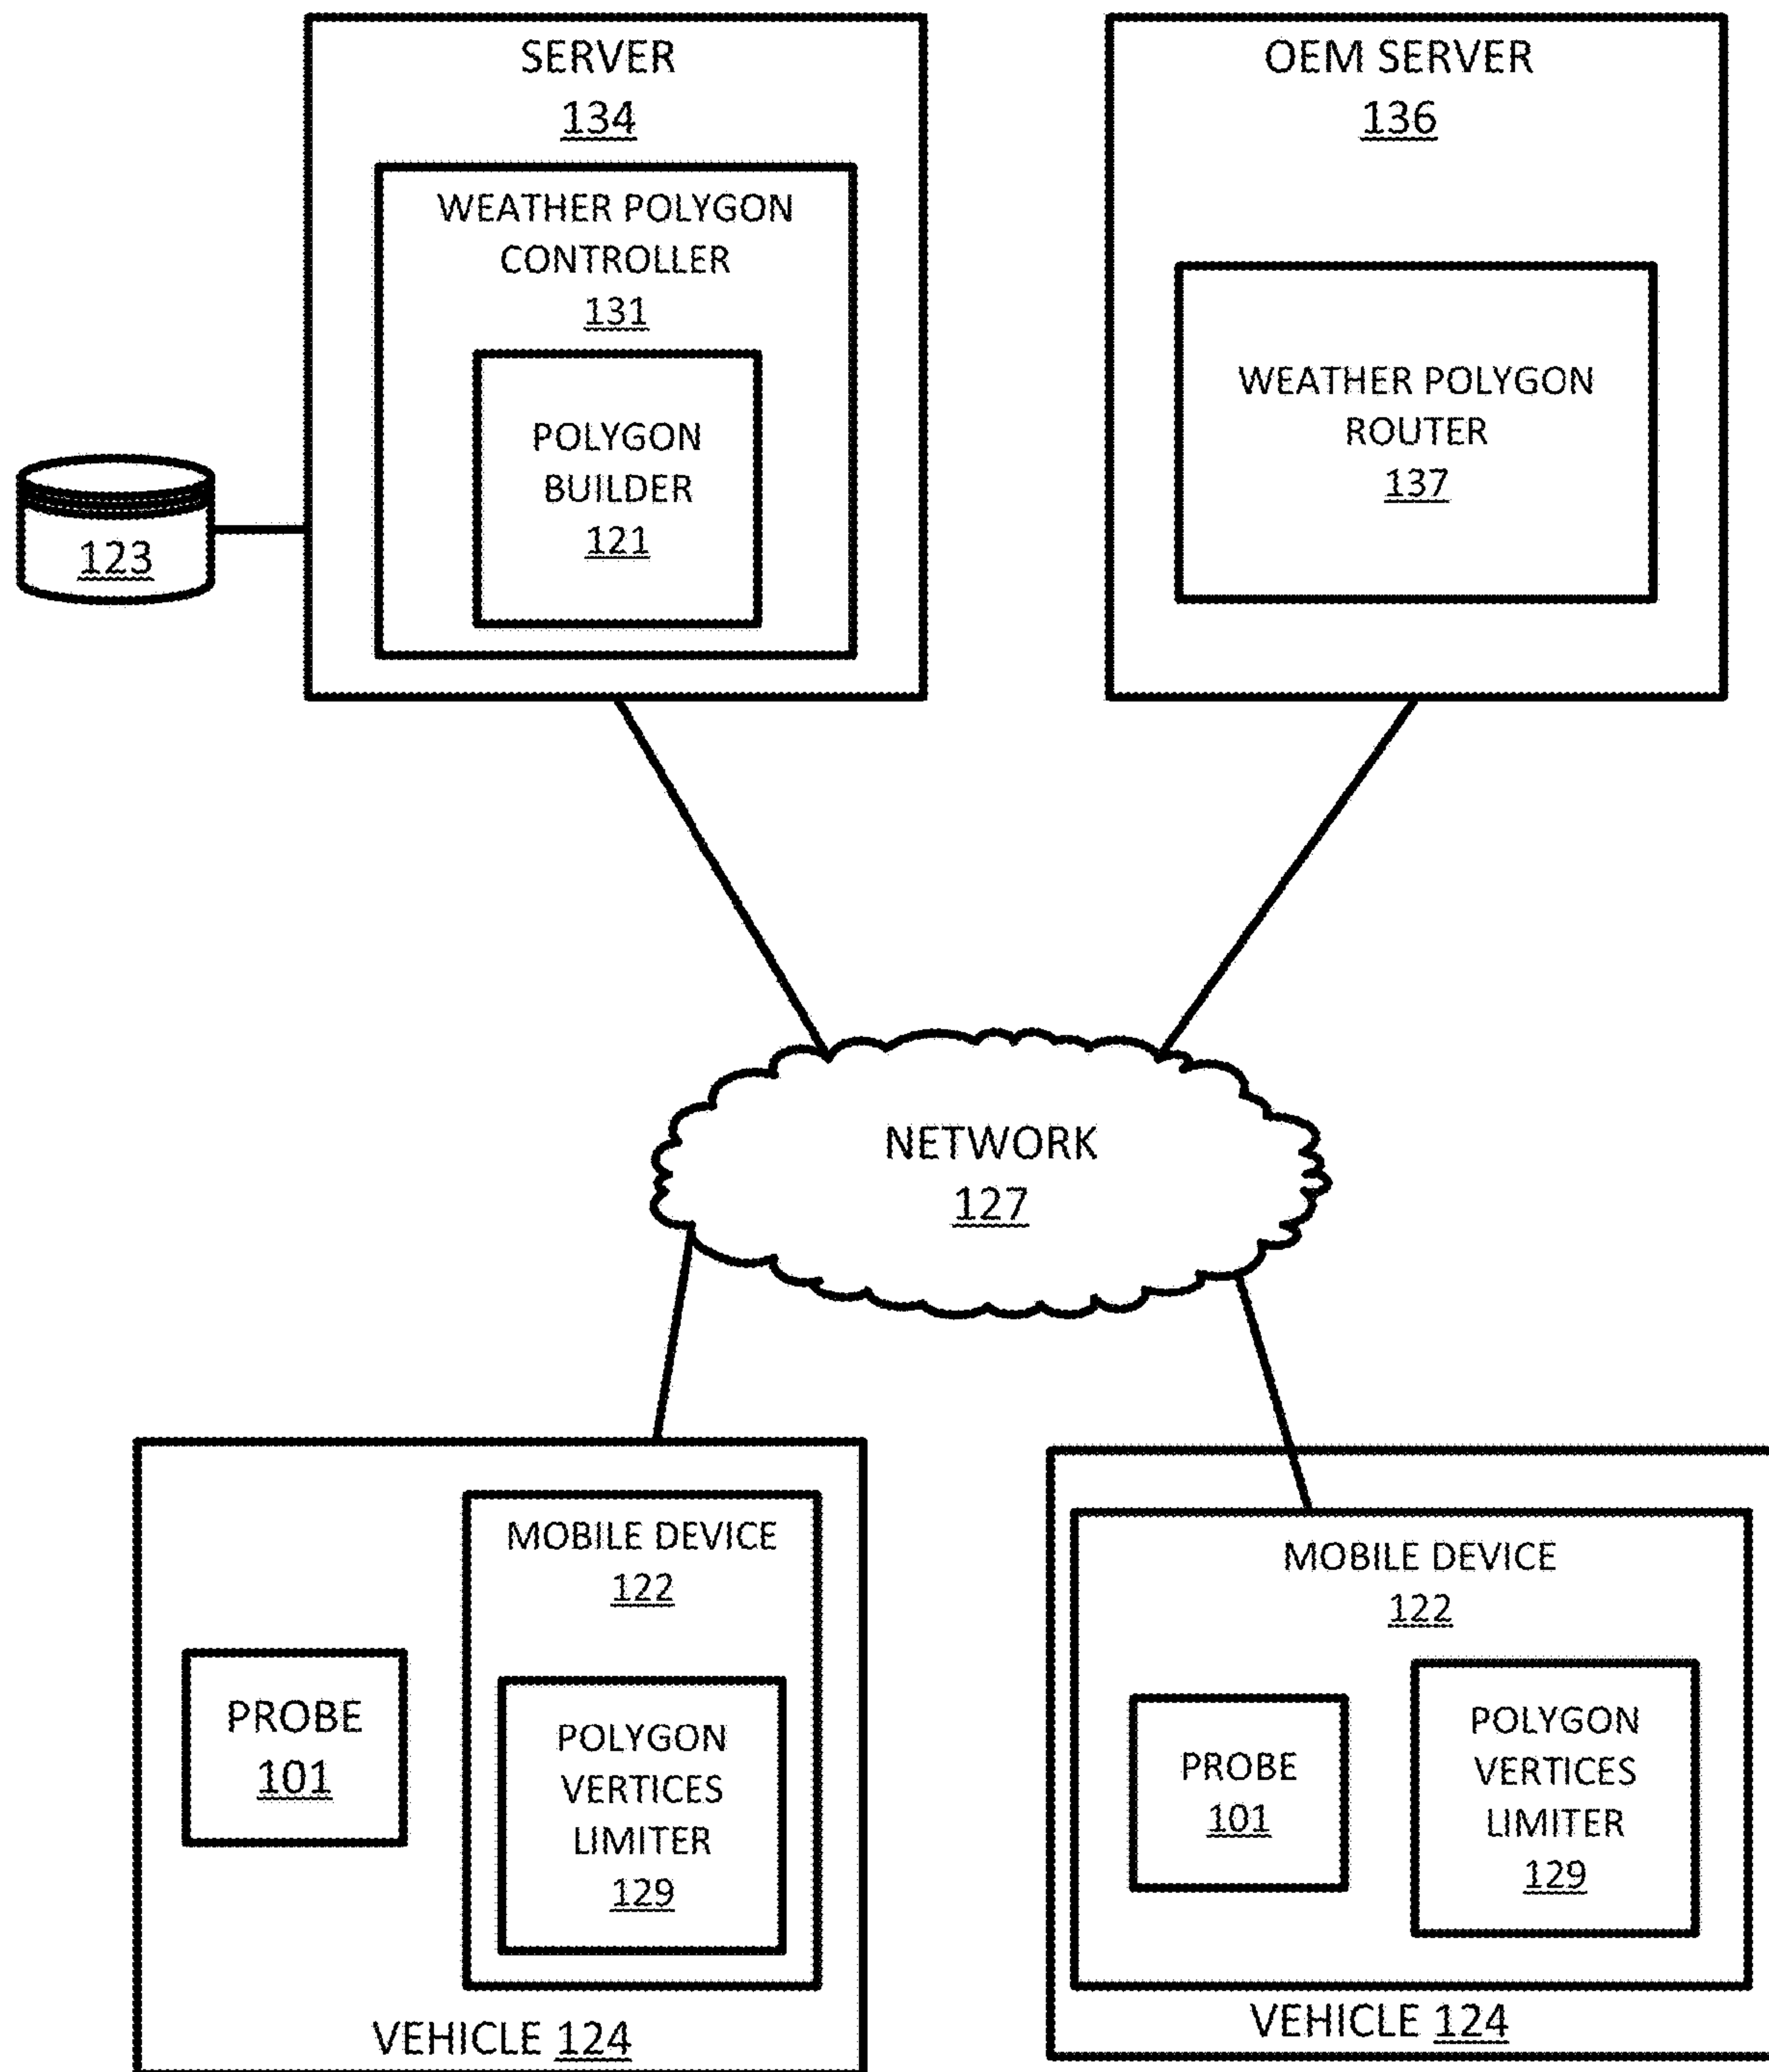 SERVER
134
WEATHER POLYGON
CONTROLLER
131
POLYGON
BUILDER
121
123
OEM SERVER
136
WEATHER POLYGON
ROUTER
137
NETWORK
127
MOBILE DEVICE
122
PROBE
101
POLYGON
VERTICES
LIMITER
129
VEHICLE 124
MOBILE DEVICE
122
PROBE
101
POLYGON
VERTICES
LIMITER
129
VEHICLE 124